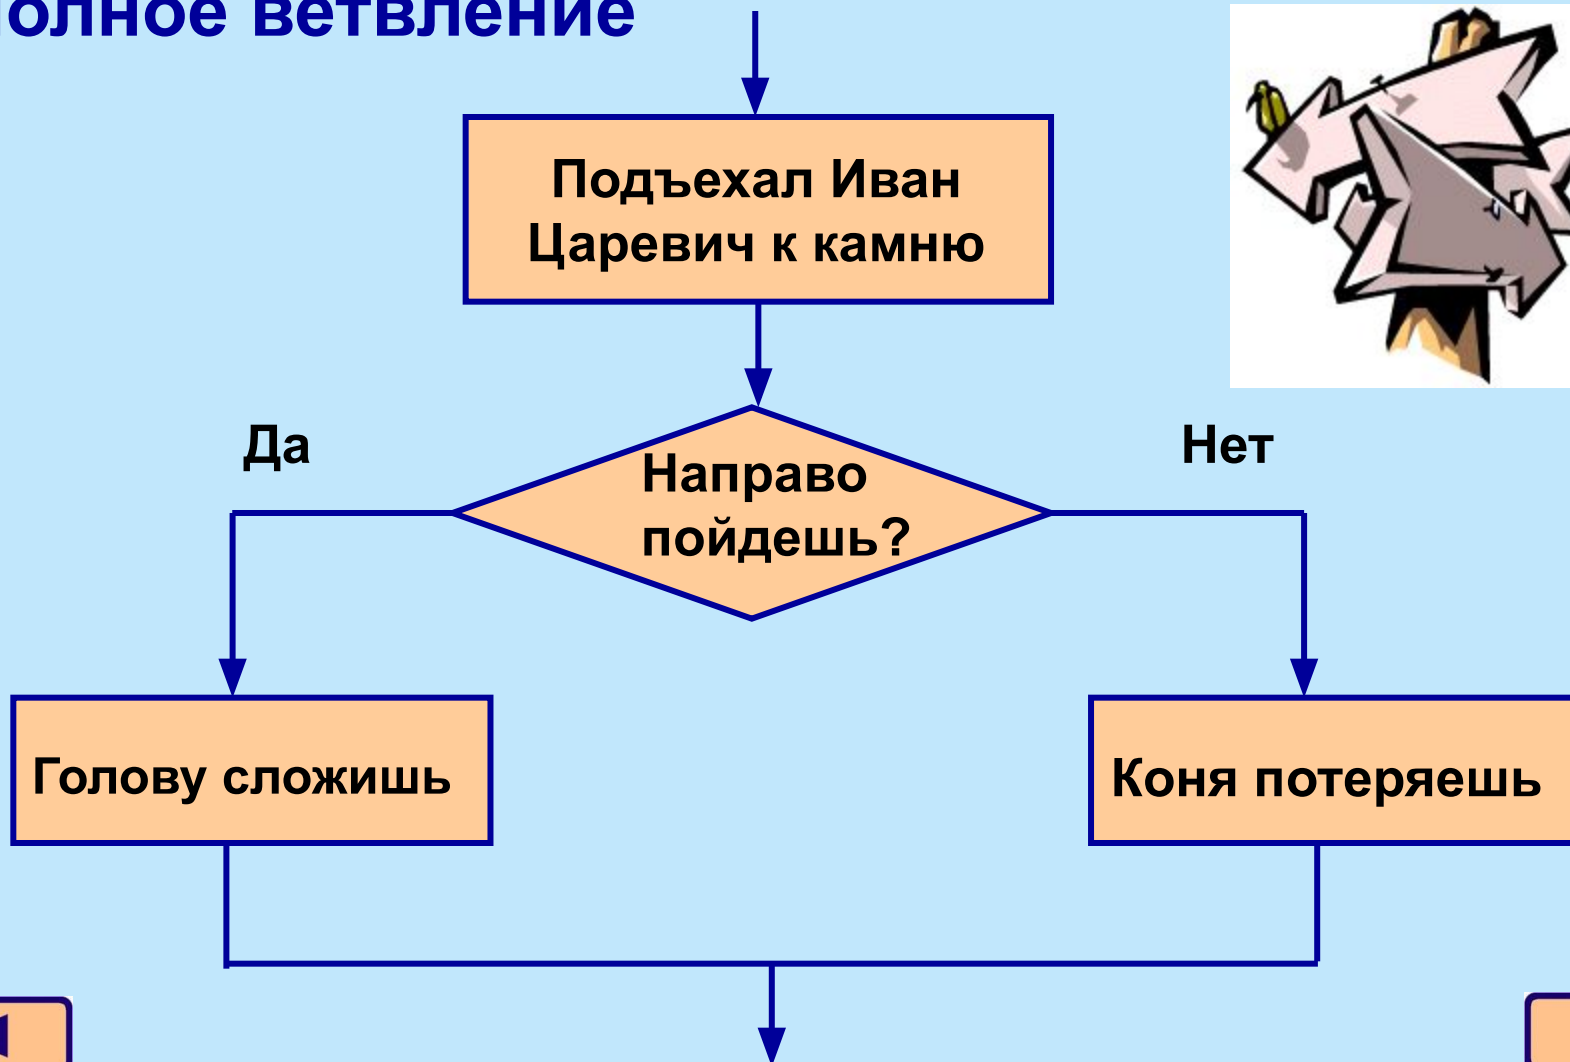 олное ветвление
Подъехал Иван
Царевич к камню
Да
Нет
Направо
пойдешь?
Голову сложишь
Коня потеряешь